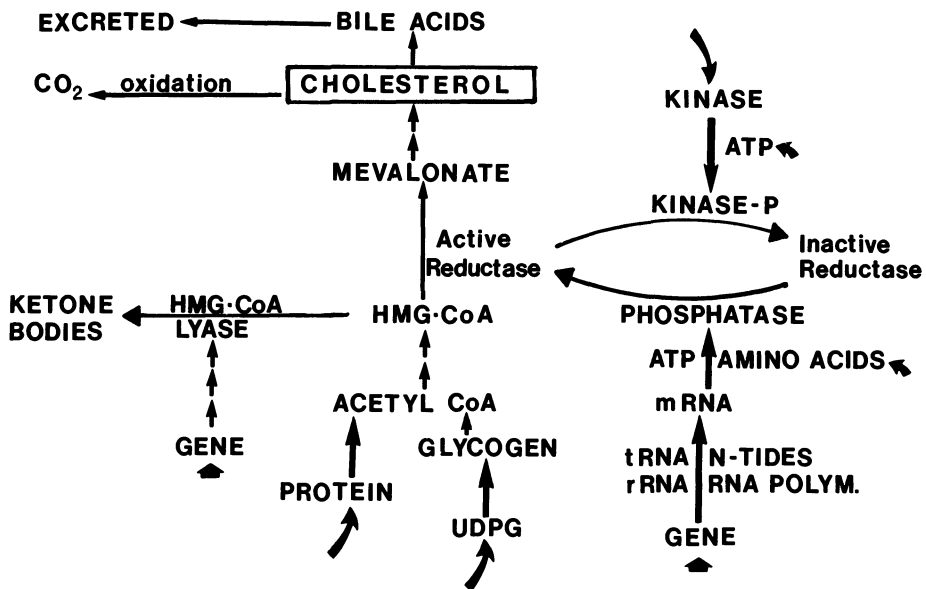 EXCRETED
BILE ACIDS
CO2
oxidation
CHOLESTEROL
KINASE
ATP
MEVALONATE
KINASE-P
Active
Reductase
Inactive
Reductase
KETONE
BODIES
HMG·CoA
LYASE
HMG·CoA
PHOSPHATASE
ATP AMINO ACIDS
ACETYL CoA
mRNA
GENE
GLYCOGEN
tRNA N-TIDES
rRNA RNA POLYM.
PROTEIN
UDPG
GENE